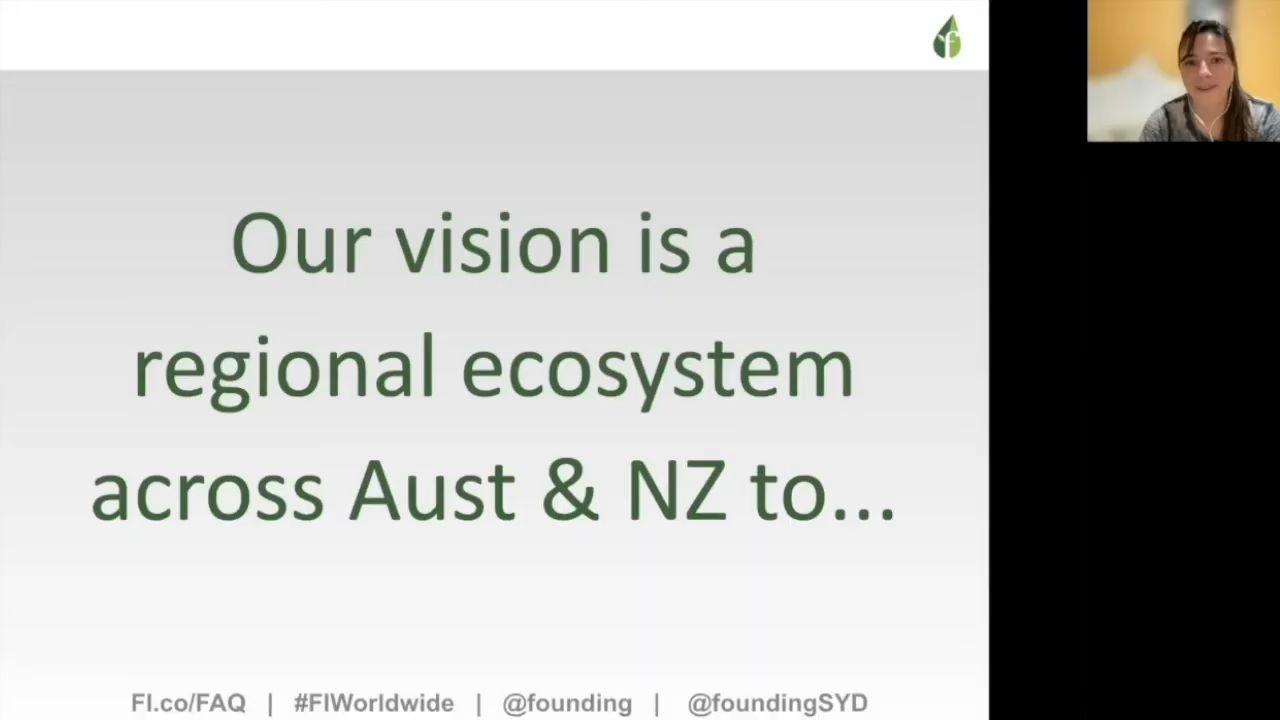 f
Our vision is a
regional ecosystem
across Aust & NZ to...
FI.co/FAQ | #FIWorldwide | @founding | @foundingSYD